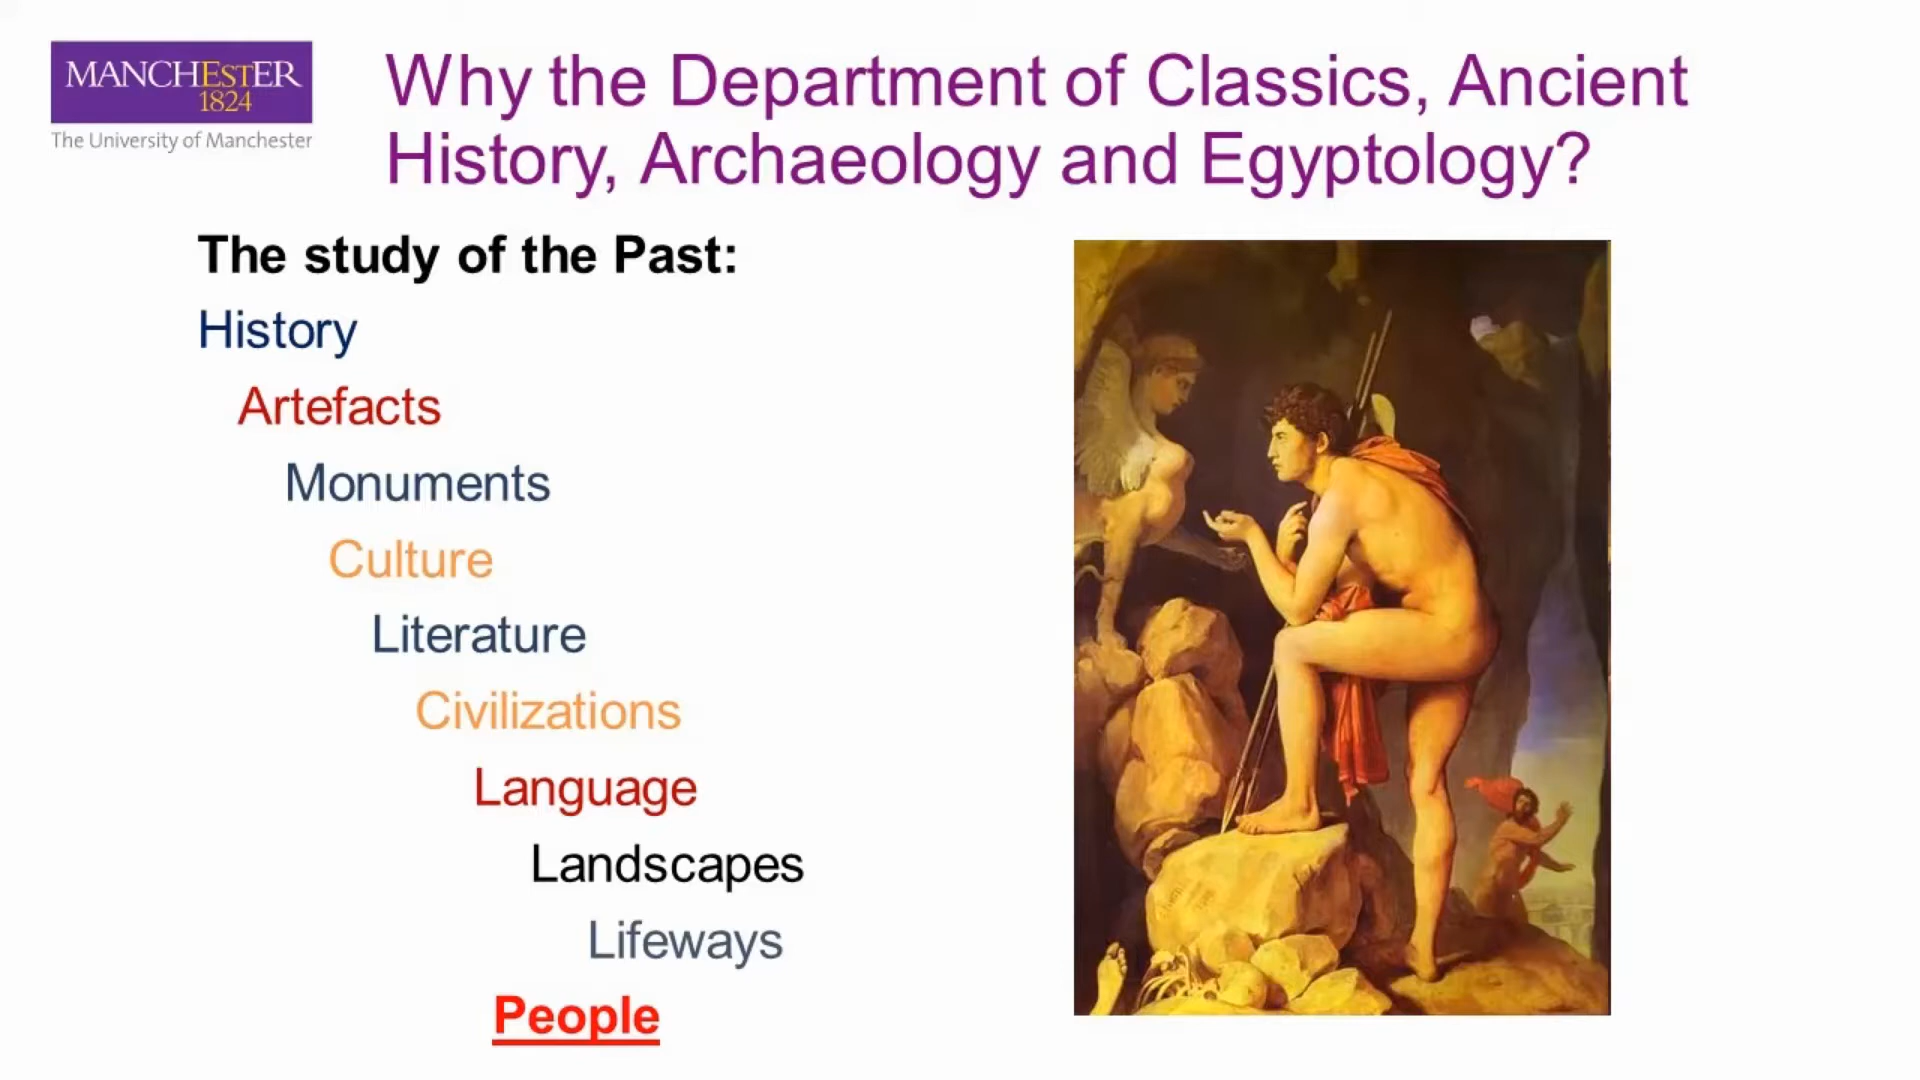 MANCHEstER
1824
The University of Manchester
Why the Department of Classics, Ancient
History, Archaeology and Egyptology?
The study of the Past:
History
Artefacts
Monuments
Culture
Literature
Civilizations
Language
Landscapes
Lifeways
People